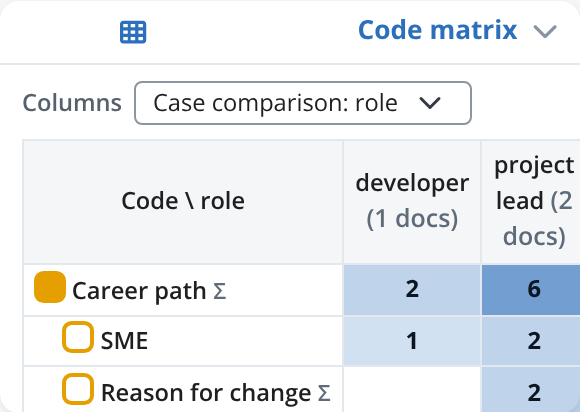 Code matrix
Columns
Case comparison: role
Code \ role
developer
(1 docs)
project
lead (2
docs)
Career path Σ
2
6
SME
1
2
Reason for change Σ
2